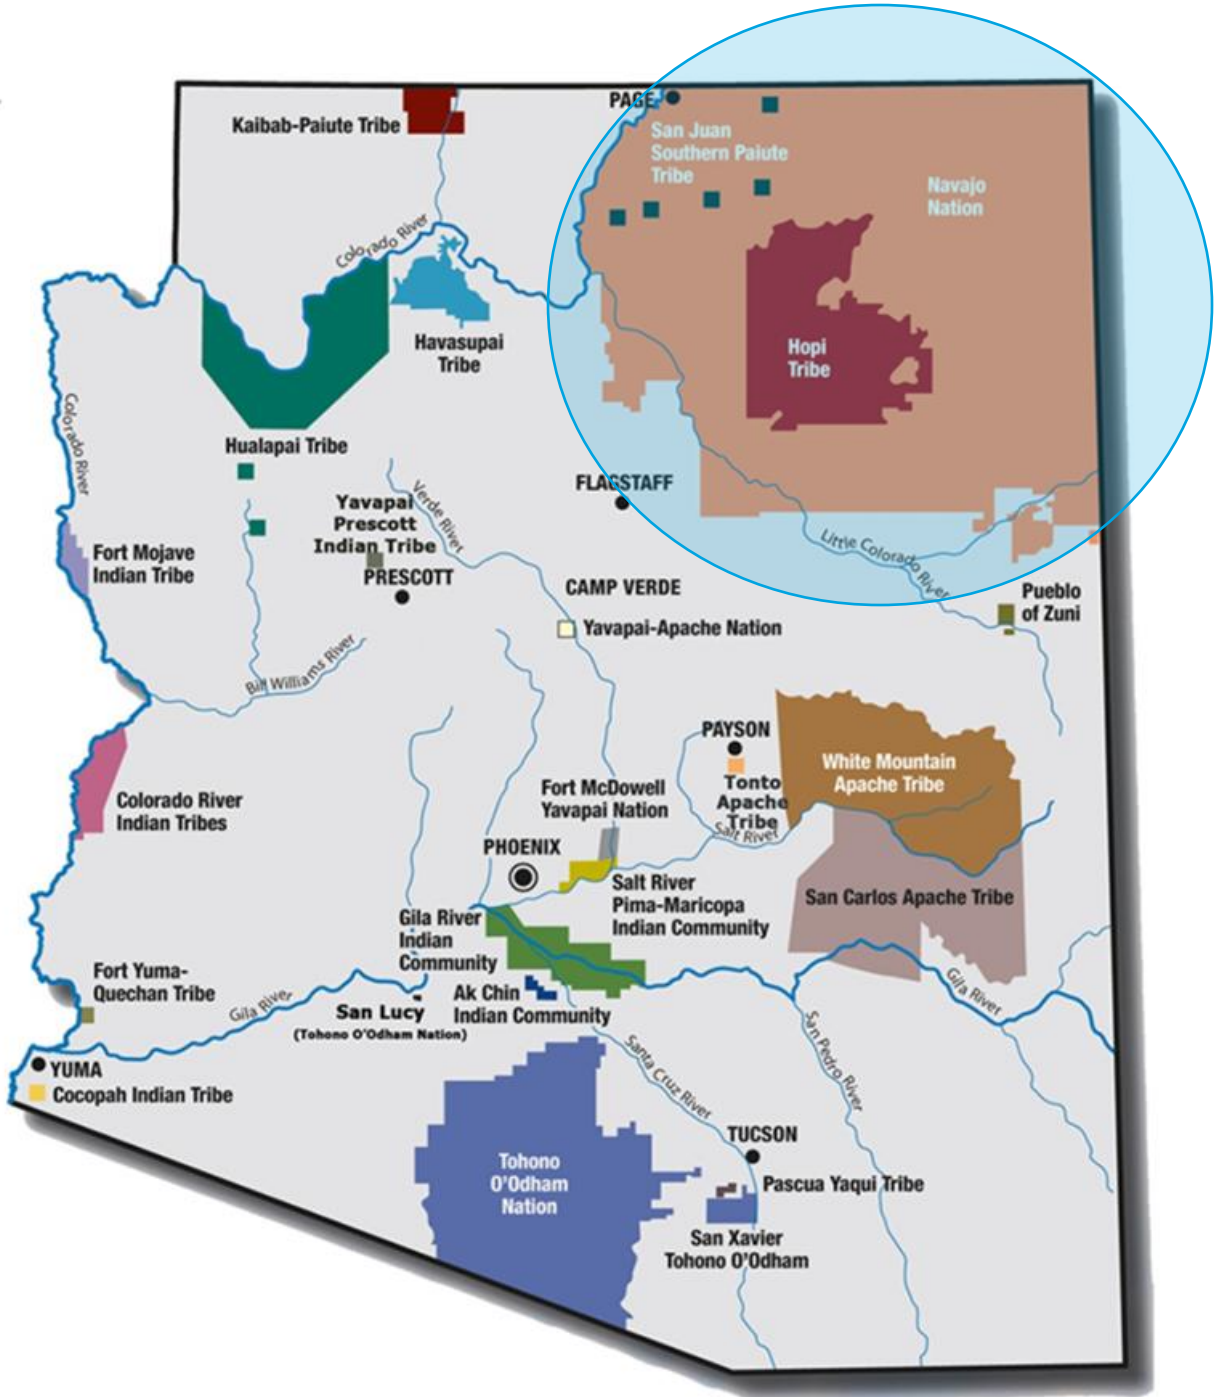 PAGE
Kaibab-Paiute Tribe
San Juan
Southern Paiute
Tribe
Navajo
Nation
Colorado River
Havasupai
Tribe
Hopi
Tribe
Colorado River
Hualapai Tribe
FLAGSTAFF
Yavapai
Prescott
Indian Tribe
Verde River
PRESCOTT
Fort Mojave
Indian Tribe
Little Colorado River
CAMP VERDE
Yavapai-Apache Nation
Pueblo
of Zuni
Bill Williams River
PAYSON
Tonto
Apache
Tribe
White Mountain
Apache Tribe
Colorado River
Indian Tribes
Fort McDowell
Yavapai Nation
Salt River
PHOENIX
Salt River
Pima-Maricopa
Indian Community
San Carlos Apache Tribe
Gila River
Indian
Community
Fort Yuma-
Quechan Tribe
Gila River
San Lucy
(Tohono O'Odham Nation)
Ak Chin
Indian Community
Gila River
San Pedro River
Santa Cruz River
YUMA
Cocopah Indian Tribe
TUCSON
Tohono
O'Odham
Nation
Pascua Yaqui Tribe
San Xavier
Tohono O'Odham